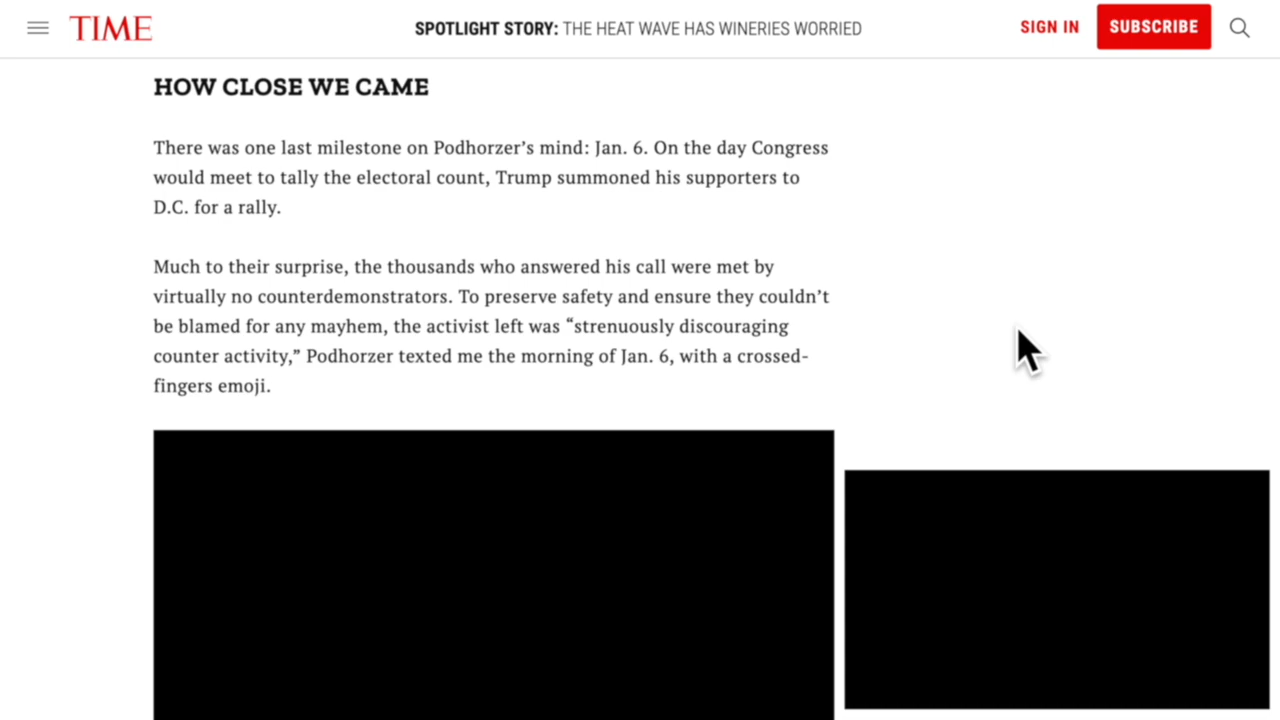 TIME
SPOTLIGHT STORY: THE HEAT WAVE HAS WINERIES WORRIED
SIGN IN
SUBSCRIBE
HOW CLOSE WE CAME
There was one last milestone on Podhorzer’s mind: Jan. 6. On the day Congress
would meet to tally the electoral count, Trump summoned his supporters to
D.C. for a rally.
Much to their surprise, the thousands who answered his call were met by
virtually no counterdemonstrators. To preserve safety and ensure they couldn’t
be blamed for any mayhem, the activist left was “strenuously discouraging
counter activity,” Podhorzer texted me the morning of Jan. 6, with a crossed-
fingers emoji.